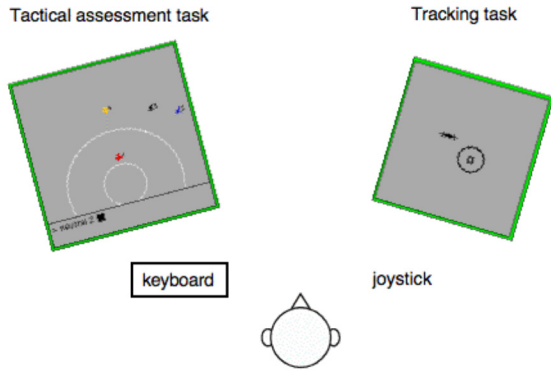 Tactical assessment task
Tracking task
> neutral 2
keyboard
joystick